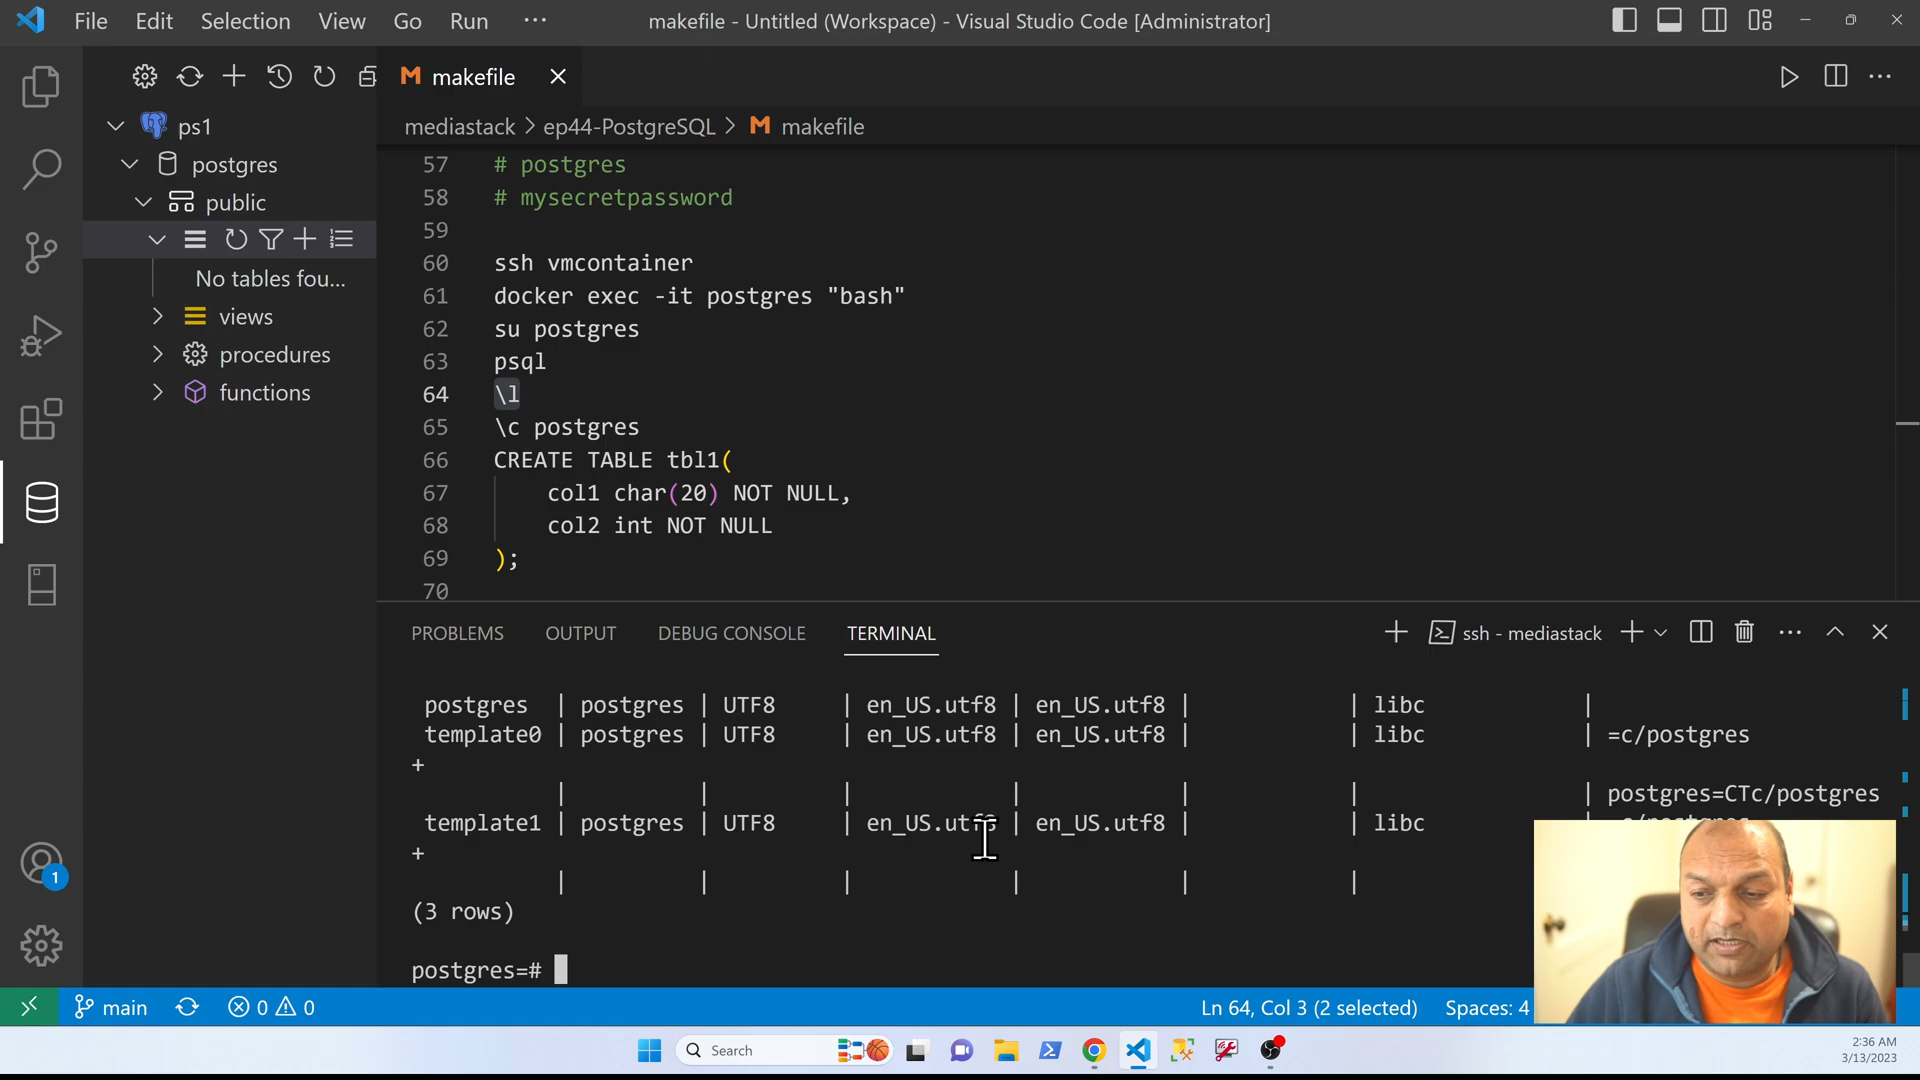 File Edit Selection View Go Run ··· makefile - Untitled (Workspace) - Visual Studio Code [Administrator]
M makefile
ps1
mediastack > ep44-PostgreSQL > M makefile
postgres
public
No tables fou...
views
procedures
functions
57 # postgres
58 # mysecretpassword
59
60 ssh vmcontainer
61 docker exec -it postgres "bash"
62 su postgres
63 psql
64 \l
65 \c postgres
66 CREATE TABLE tbl1(
67 col1 char(20) NOT NULL,
68 col2 int NOT NULL
69 );
70
PROBLEMS OUTPUT DEBUG CONSOLE TERMINAL ssh - mediastack
postgres | postgres | UTF8 | en_US.utf8 | en_US.utf8 | | libc |
template0 | postgres | UTF8 | en_US.utf8 | en_US.utf8 | | libc | =c/postgres
+
| | | | | | | postgres=CTc/postgres
template1 | postgres | UTF8 | en_US.utf8 | en_US.utf8 | | libc
+
| | | | | |
(3 rows)
postgres=#
1
main 0 0 Ln 64, Col 3 (2 selected) Spaces: 4
Search
2:36 AM
3/13/2023